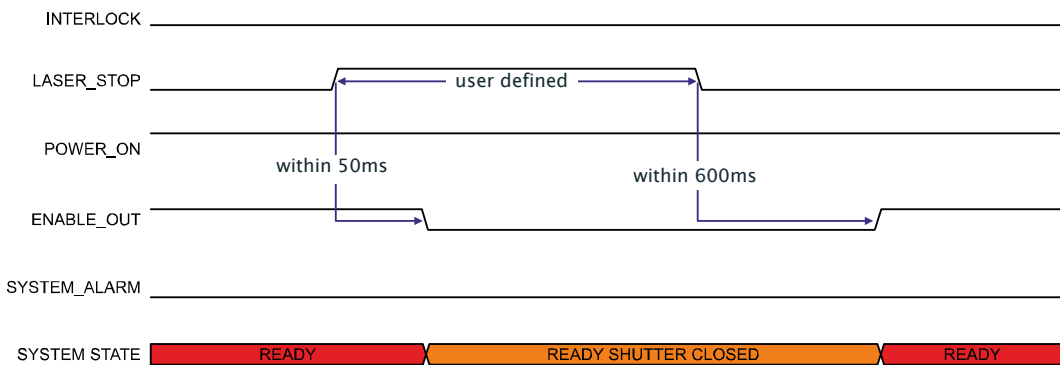 INTERLOCK
LASER_STOP
user defined
POWER_ON
within 50ms
within 600ms
ENABLE_OUT
SYSTEM_ALARM
SYSTEM STATE
READY
READY SHUTTER CLOSED
READY